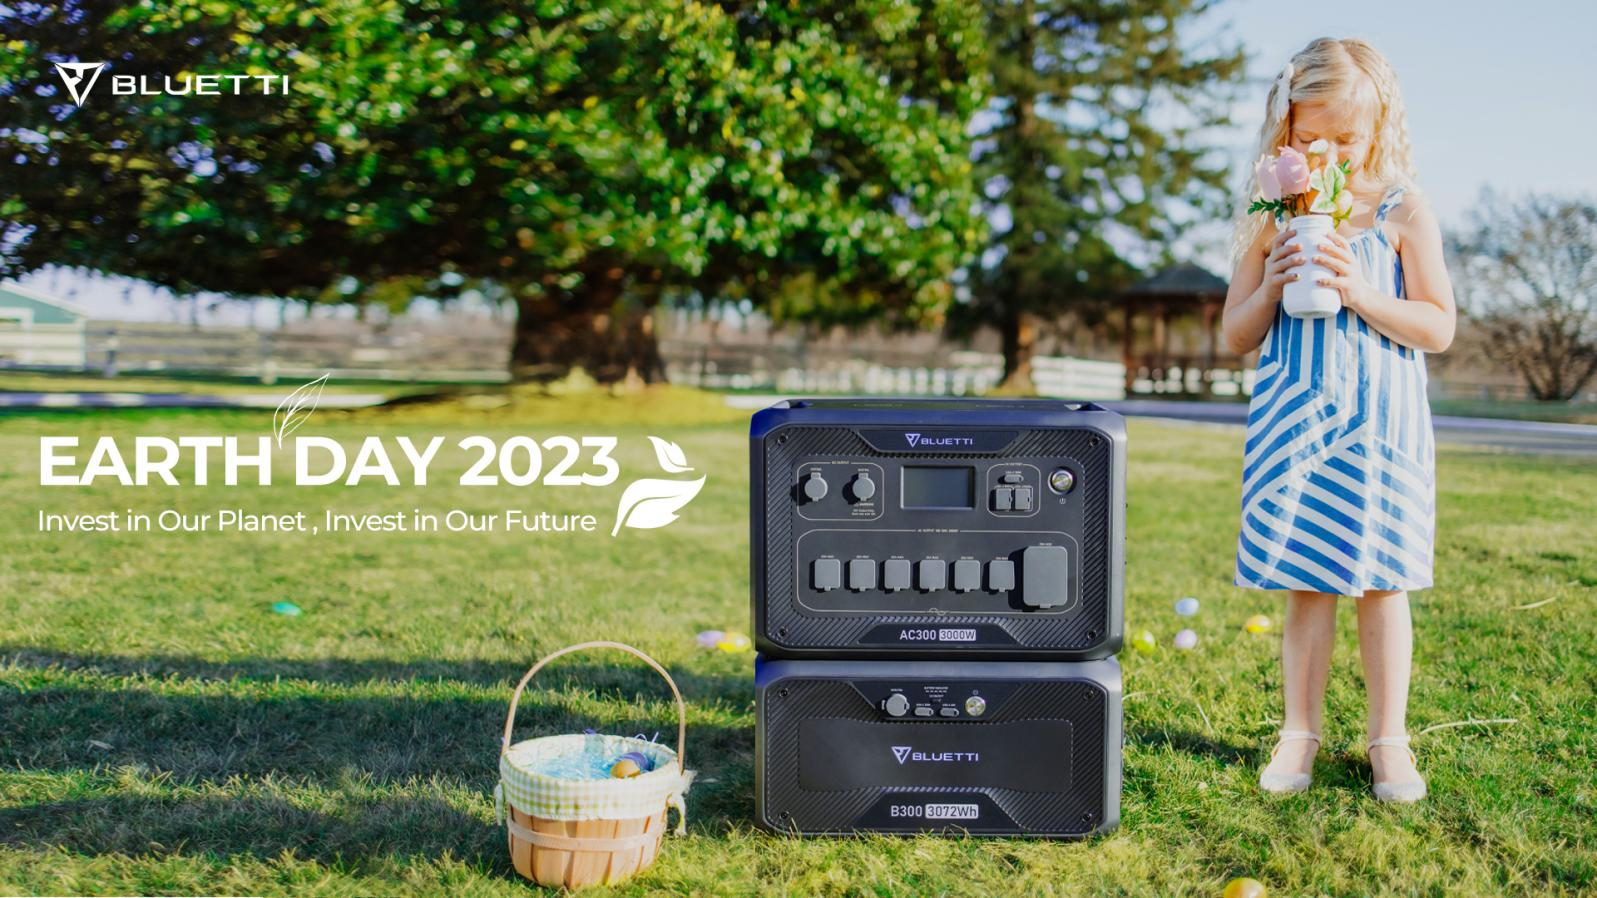 BLUETTI
EARTH DAY 2023
Invest in Our Planet , Invest in Our Future
BLUETTI
AC300 3000W
BLUETTI
B300 3072Wh